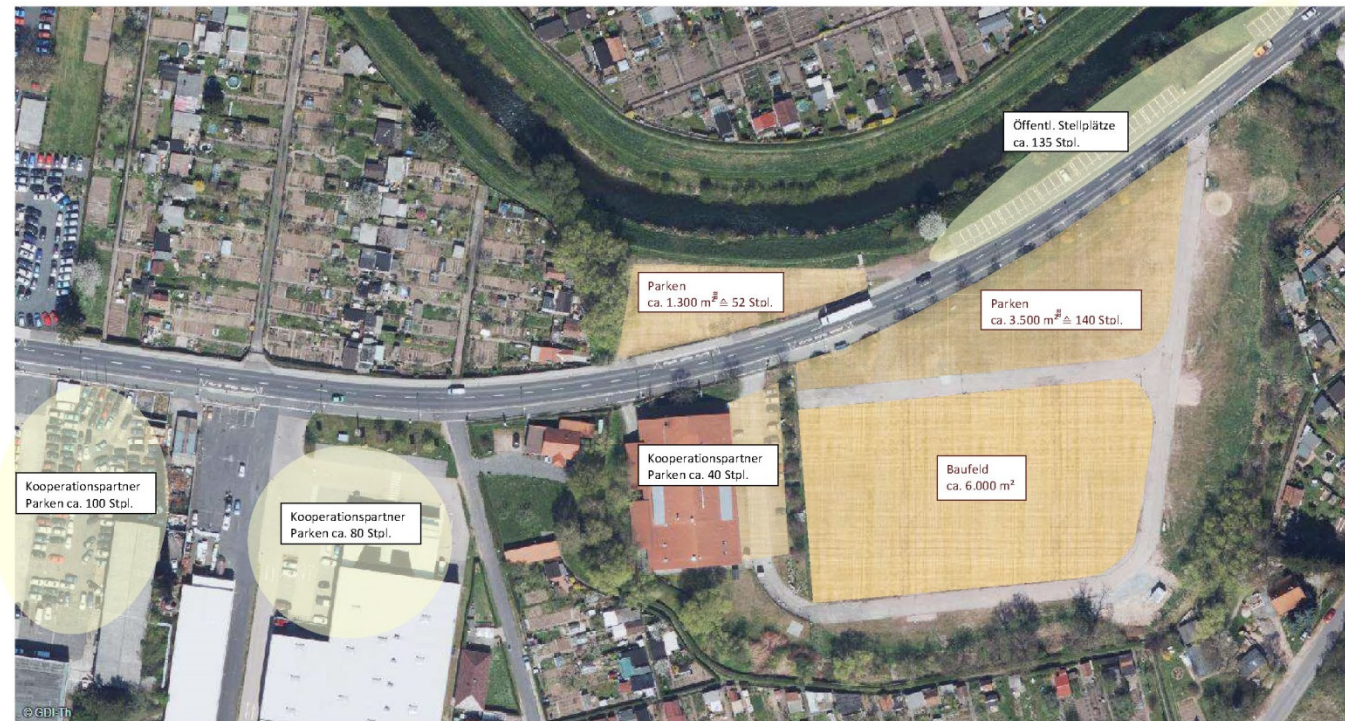 Öffentl. Stellplätze
ca. 135 Stpl.
Parken
ca. 1.300 m² ≙ 52 Stpl.
Parken
ca. 3.500 m² ≙ 140 Stpl.
Kooperationspartner
Parken ca. 100 Stpl.
Kooperationspartner
Parken ca. 80 Stpl.
Kooperationspartner
Parken ca. 40 Stpl.
Baufeld
ca. 6.000 m²
© GDI-Th